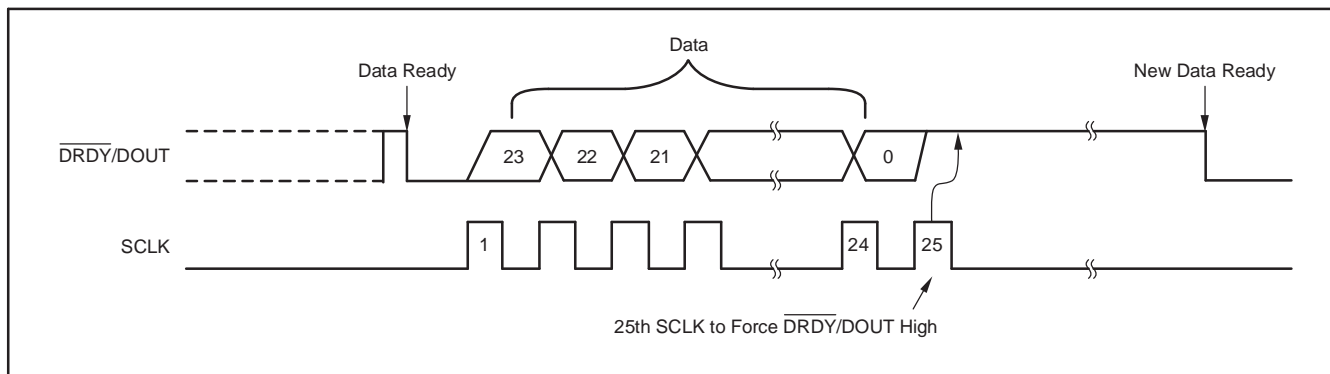 Data
Data Ready
New Data Ready
DRDY/DOUT
23
22
21
0
SCLK
1
24
25
25th SCLK to Force DRDY/DOUT High